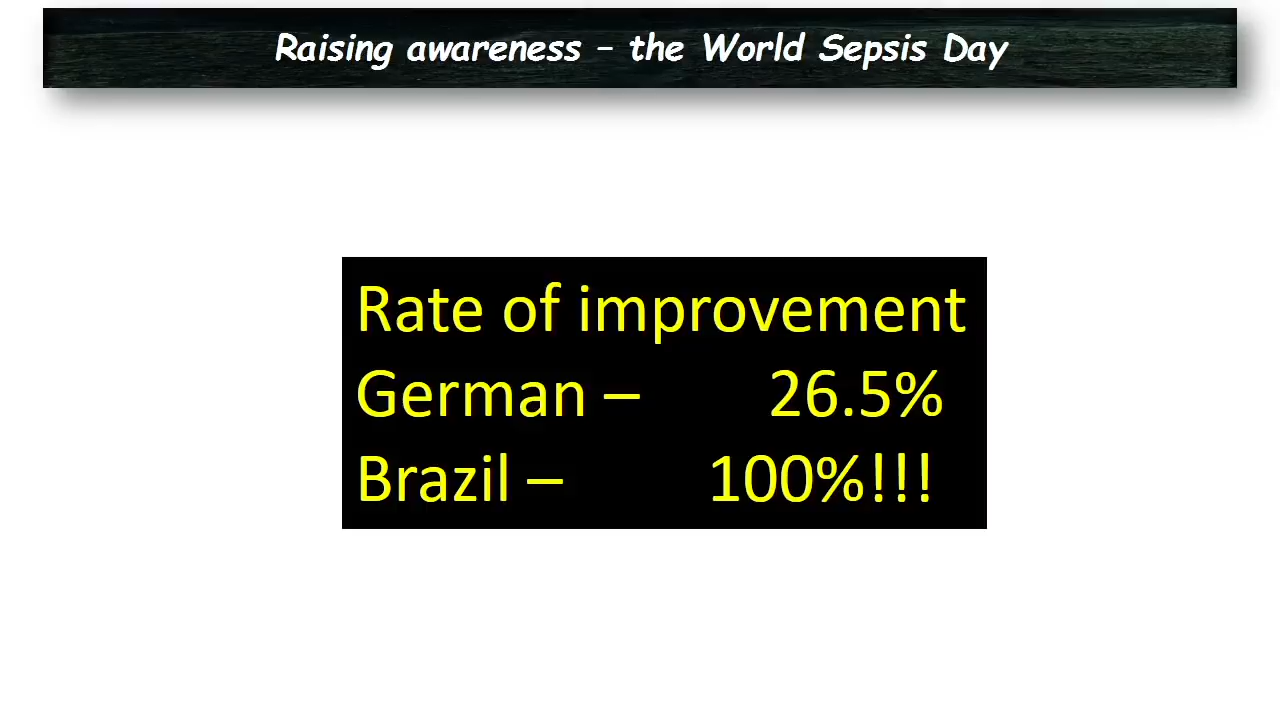 Raising awareness – the World Sepsis Day
Rate of improvement
German – 26.5%
Brazil – 100%!!!